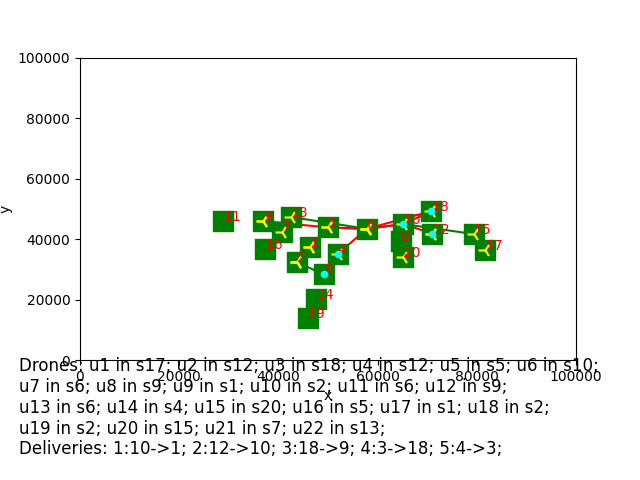 100000
80000
60000
40000
20000
0
y
11
3
18
15
12
17
16
20
14
19
0 20000 40000 60000 80000 100000
x
Drones: u1 in s17; u2 in s12; u3 in s18; u4 in s12; u5 in s5; u6 in s10;
u7 in s6; u8 in s9; u9 in s1; u10 in s2; u11 in s6; u12 in s9;
u13 in s6; u14 in s4; u15 in s20; u16 in s5; u17 in s1; u18 in s2;
u19 in s2; u20 in s15; u21 in s7; u22 in s13;
Deliveries: 1:10->1; 2:12->10; 3:18->9; 4:3->18; 5:4->3;